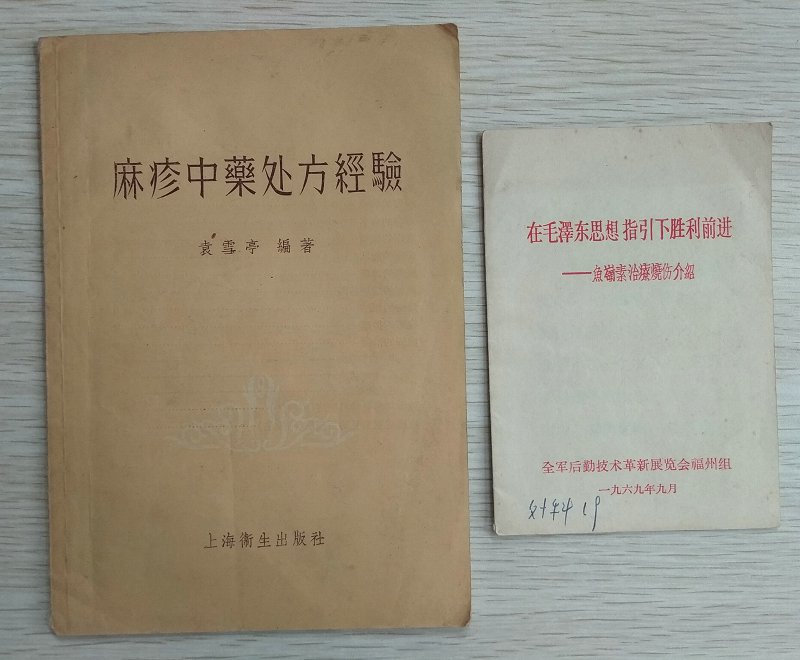 麻疹中藥处方經驗
袁雪亭 編著
上海衛生出版社
在毛澤东思想指引下胜利前进
——魚嶺素治療燒伤介紹
全军后勤技术革新展览会福州组
一九六九年九月